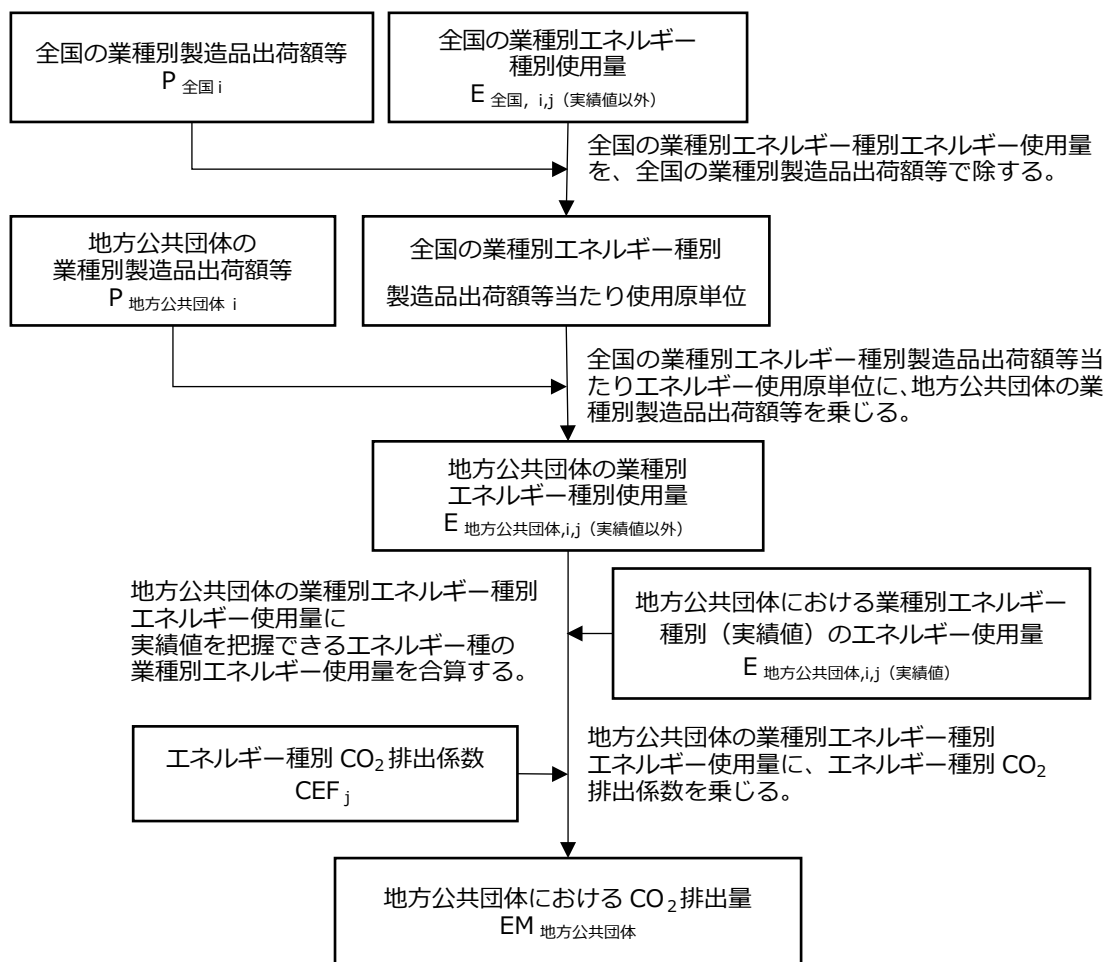 全国の業種別製造品出荷額等
P 全国 i
全国の業種別エネルギー
種別使用量
E 全国, i,j（実績値以外）
全国の業種別エネルギー種別エネルギー使用量
を、全国の業種別製造品出荷額等で除する。
地方公共団体の
業種別製造品出荷額等
P 地方公共団体 i
全国の業種別エネルギー種別
製造品出荷額等当たり使用原単位
全国の業種別エネルギー種別製造品出荷額等当
たりエネルギー使用原単位に、地方公共団体の業
種別製造品出荷額等を乗じる。
地方公共団体の業種別
エネルギー種別使用量
E 地方公共団体,i,j（実績値以外）
地方公共団体の業種別エネルギー種別
エネルギー使用量に
実績値を把握できるエネルギー種の
業種別エネルギー使用量を合算する。
地方公共団体における業種別エネルギー
種別（実績値）のエネルギー使用量
E 地方公共団体,i,j（実績値）
エネルギー種別 CO2 排出係数
CEF j
地方公共団体の業種別エネルギー種別
エネルギー使用量に、エネルギー種別 CO2
排出係数を乗じる。
地方公共団体における CO2 排出量
EM 地方公共団体